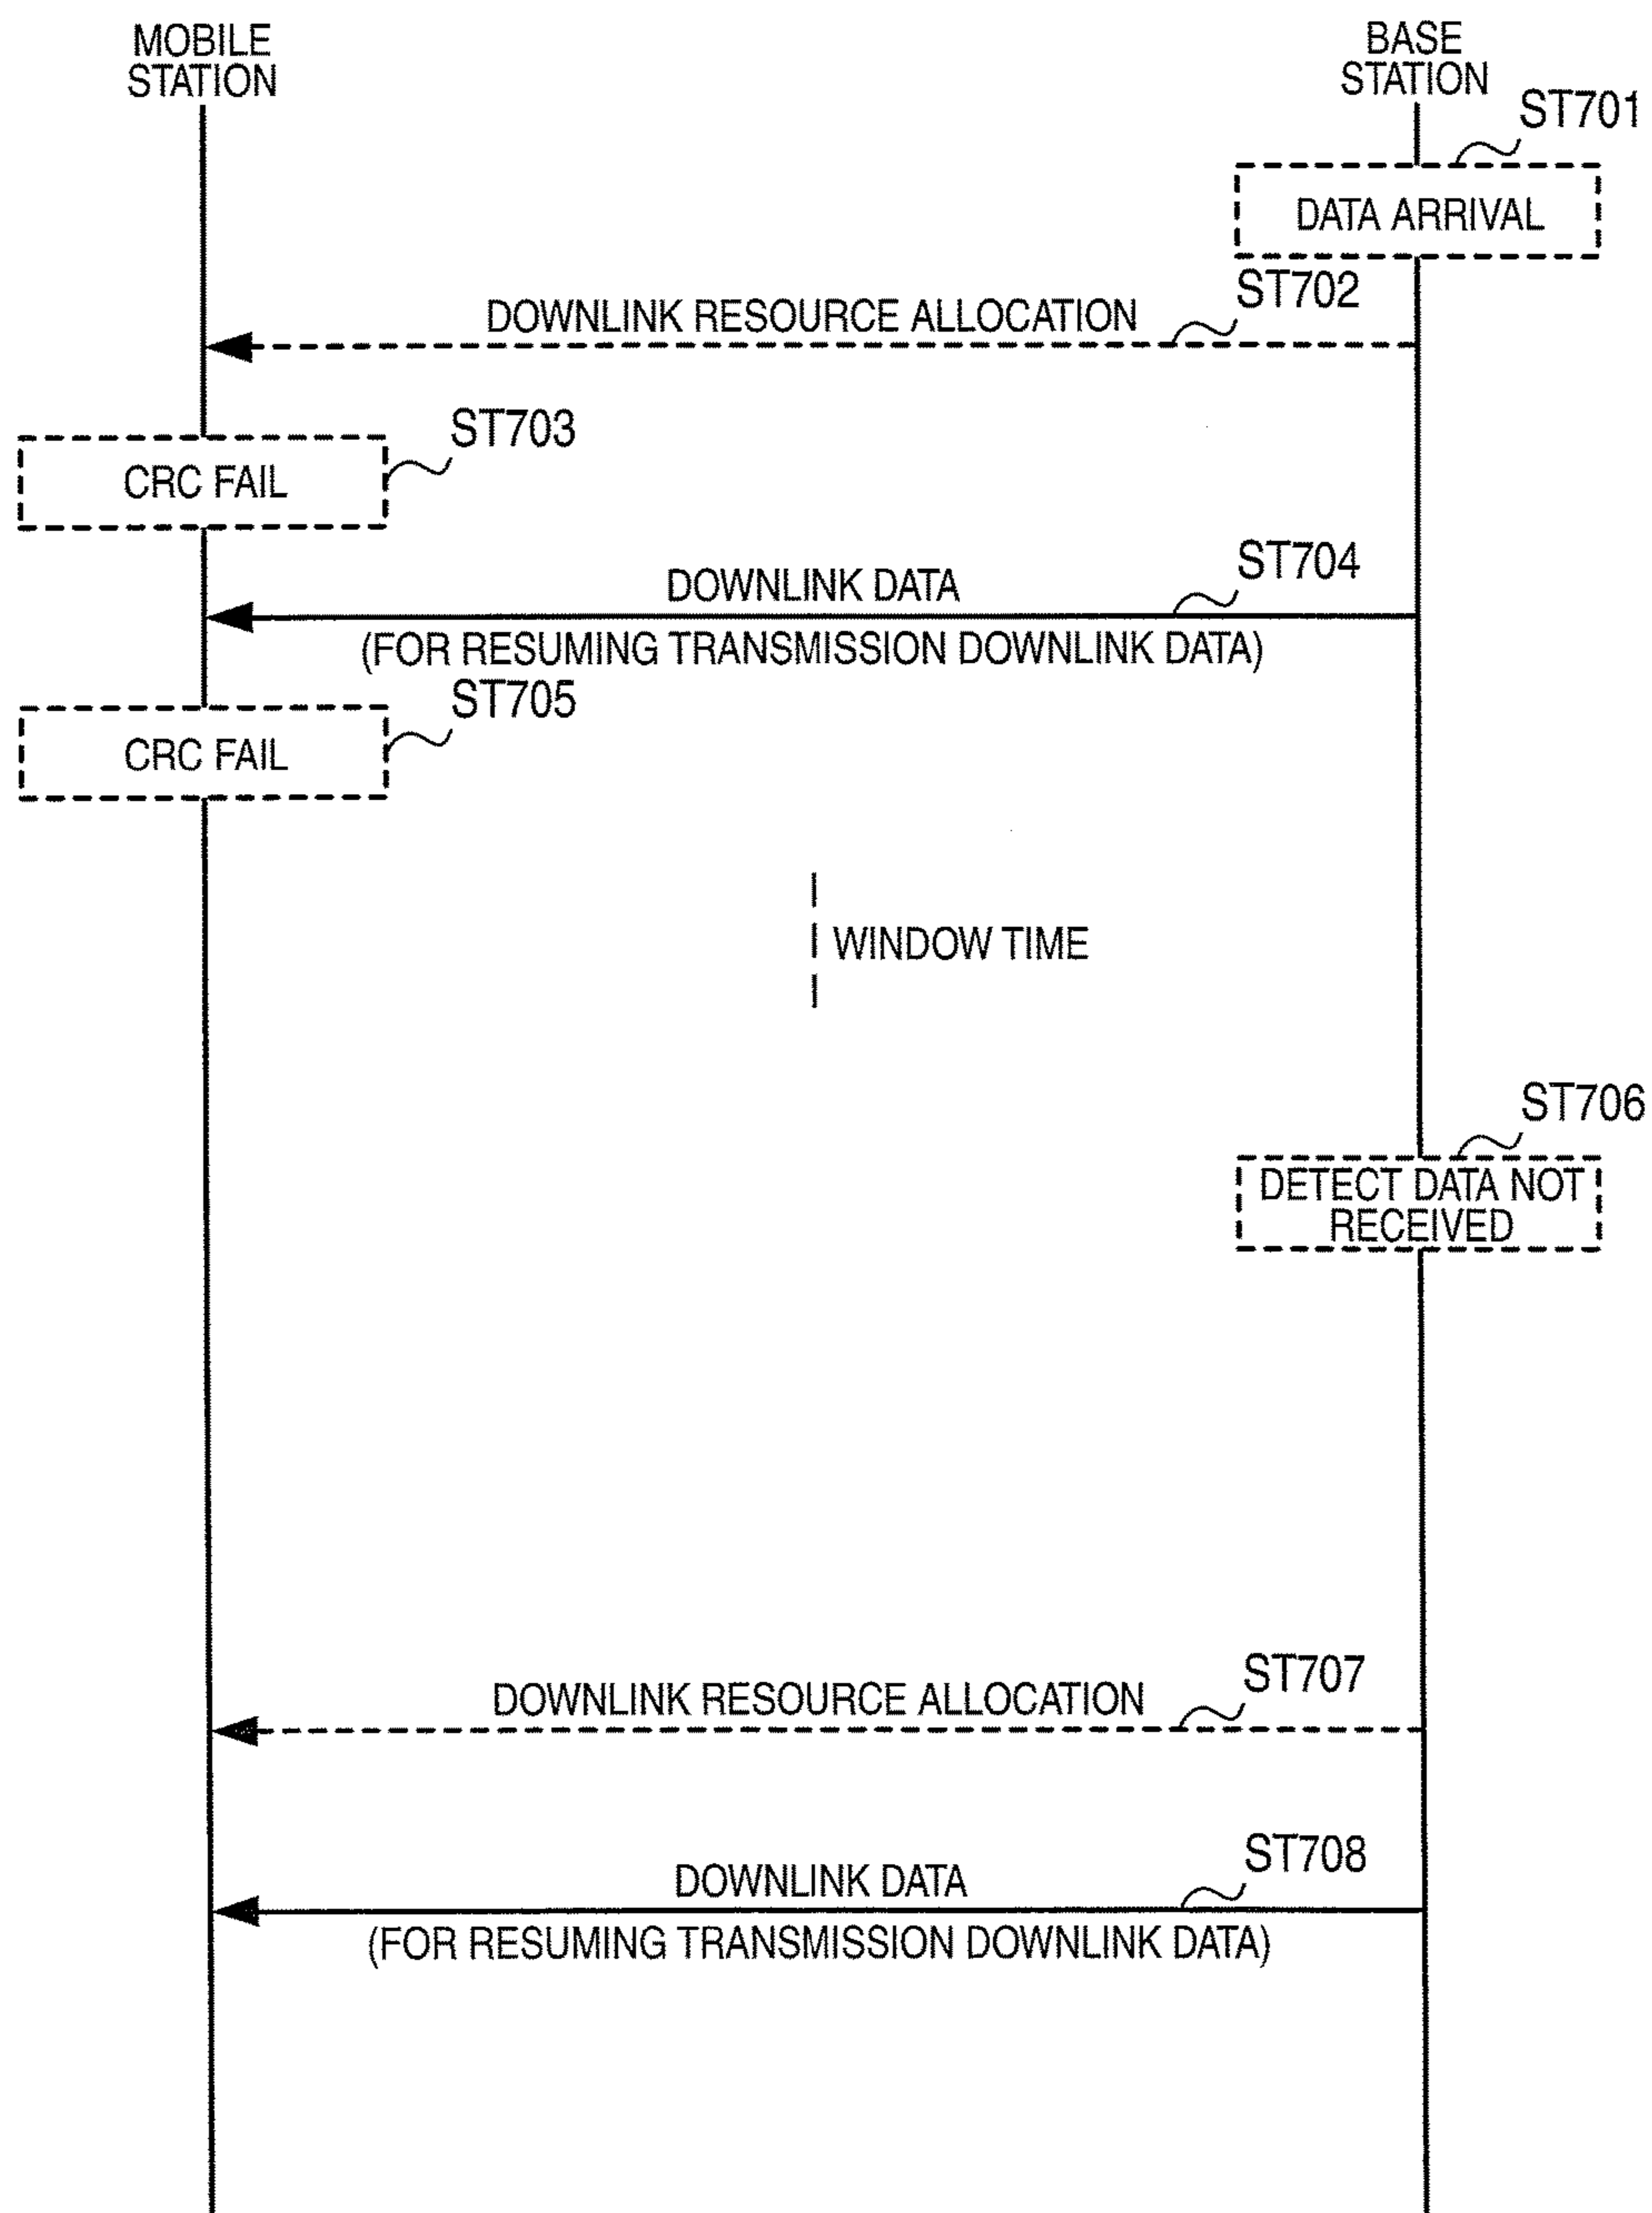 MOBILE
STATION
BASE
STATION
ST701
DATA ARRIVAL
ST702
DOWNLINK RESOURCE ALLOCATION
ST703
CRC FAIL
ST704
DOWNLINK DATA
(FOR RESUMING TRANSMISSION DOWNLINK DATA)
ST705
CRC FAIL
WINDOW TIME
ST706
DETECT DATA NOT
RECEIVED
ST707
DOWNLINK RESOURCE ALLOCATION
ST708
DOWNLINK DATA
(FOR RESUMING TRANSMISSION DOWNLINK DATA)